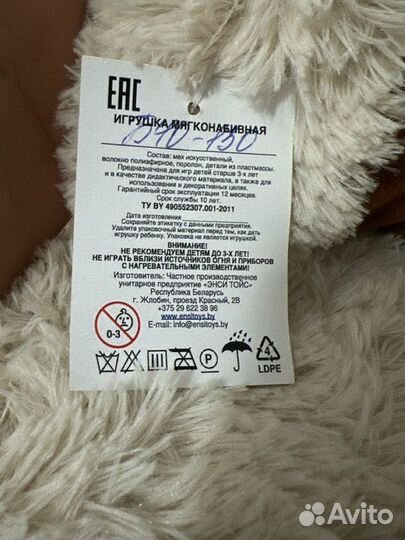 EAC
ИГРУШКА МЯГКОНАБИВНАЯ
Состав: мех искусственный,
волокно полиэфирное, поролон, детали из пластмассы.
Предназначена для игр детей старше 3-х лет
и в качестве дидактического материала, а также для
использования в декоративных целях.
Гарантийный срок эксплуатации 12 месяцев.
Срок службы 10 лет.
ТУ BY 490552307.001-2011
Дата изготовления
Сохраняйте этикетку с данными предприятия.
Удалите упаковочный материал перед тем, как дать
игрушку ребенку. Упаковка не является игрушкой.
ВНИМАНИЕ!
НЕ РЕКОМЕНДУЕМ ДЕТЯМ ДО 3-Х ЛЕТ!
НЕ ИГРАТЬ ВБЛИЗИ ИСТОЧНИКОВ ОГНЯ И ПРИБОРОВ
С НАГРЕВАТЕЛЬНЫМИ ЭЛЕМЕНТАМИ!
Изготовитель: Частное производственное
унитарное предприятие «ЭНСИ ТОЙС»
Республика Беларусь
г. Жлобин, проезд Красный, 2В
+375 29 622 38 96
www.ensitoys.by
E-mail: info@ensitoys.by
0-3
P
4
LDPE
Avito